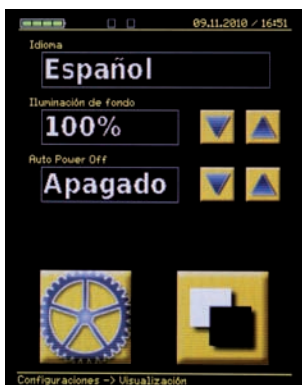 09.11.2010 / 16:51
Idioma
Español
Iluminación de fondo
100%
Auto Power Off
Apagado
Configuraciones -> Visualización